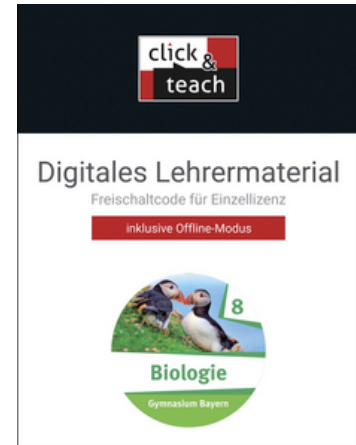 click &
teach
Digitales Lehrermaterial
Freischaltcode für Einzellizenz
inklusive Offline-Modus
8
Biologie
Gymnasium Bayern